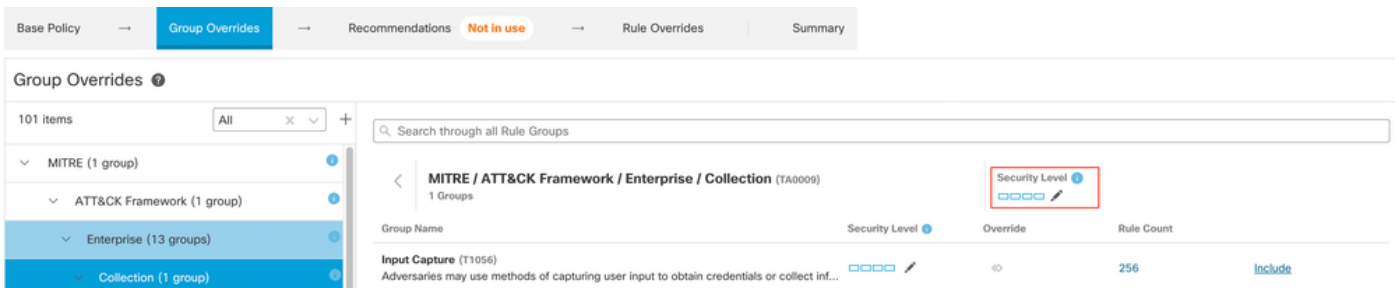 Base Policy → Group Overrides → Recommendations Not in use → Rule Overrides Summary
Group Overrides ?
101 items All
Search through all Rule Groups
MITRE (1 group)
MITRE / ATT&CK Framework / Enterprise / Collection (TA0009)
Security Level
1 Groups
ATT&CK Framework (1 group)
Group Name Security Level Override Rule Count
Enterprise (13 groups)
Input Capture (T1056)
Adversaries may use methods of capturing user input to obtain credentials or collect inf...
256 Include
Collection (1 group)